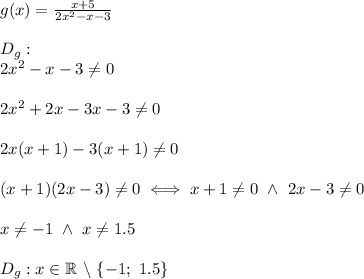 g(x) = \frac{x+5}{2x^2-x-3}
D_g :
2x^2 - x - 3 ≠ 0
2x^2 + 2x - 3x - 3 ≠ 0
2x(x + 1) - 3(x + 1) ≠ 0
(x + 1)(2x - 3) ≠ 0 ⟺ x + 1 ≠ 0 ∧ 2x - 3 ≠ 0
x ≠ -1 ∧ x ≠ 1.5
D_g : x ∈ ℝ \ {-1; 1.5}